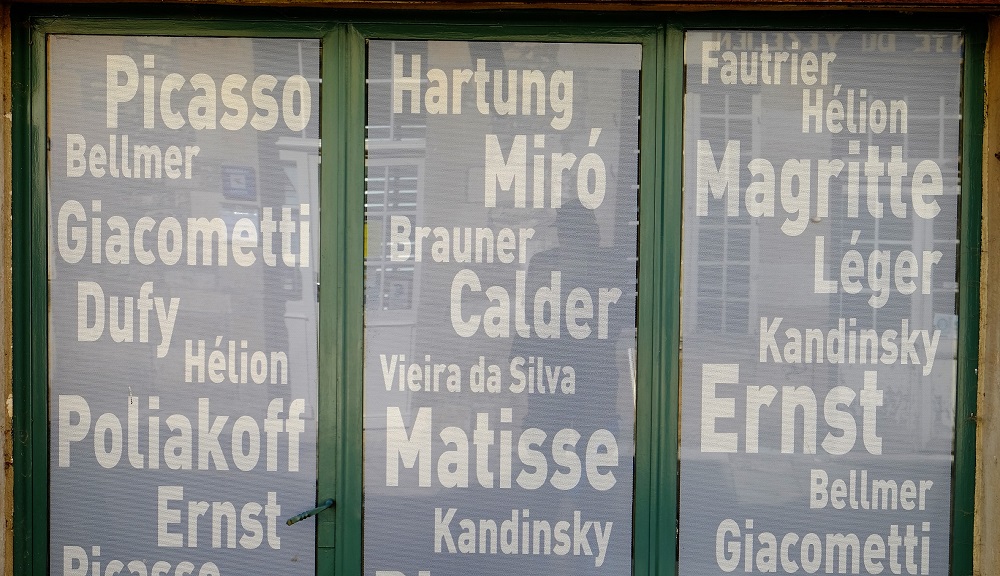 Picasso
Bellmer
Giacometti
Dufy
Hélion
Poliakoff
Ernst
Picasso
Hartung
Miró
Brauner
Calder
Vieira da Silva
Matisse
Kandinsky
Fautrier
Hélion
Magritte
Léger
Kandinsky
Ernst
Bellmer
Giacometti